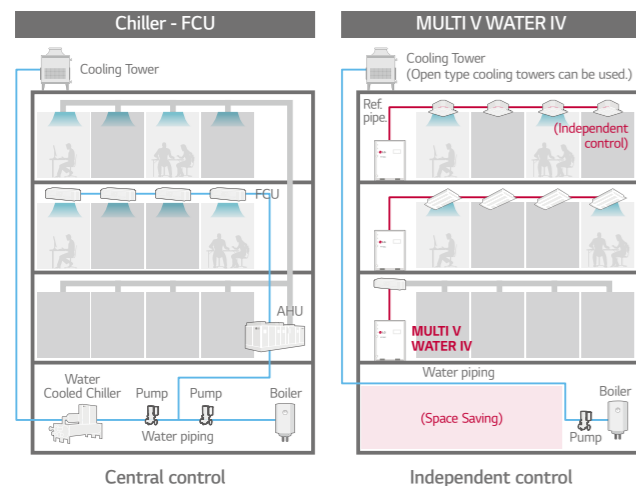 Chiller - FCU
Cooling Tower
FCU
AHU
Water
Cooled Chiller
Pump
Pump
Boiler
Water piping
Central control
MULTI V WATER IV
Cooling Tower
(Open type cooling towers can be used.)
Ref.
pipe.
(Independent
control)
MULTI V
WATER IV
Water piping
Boiler
(Space Saving)
Pump
Independent control